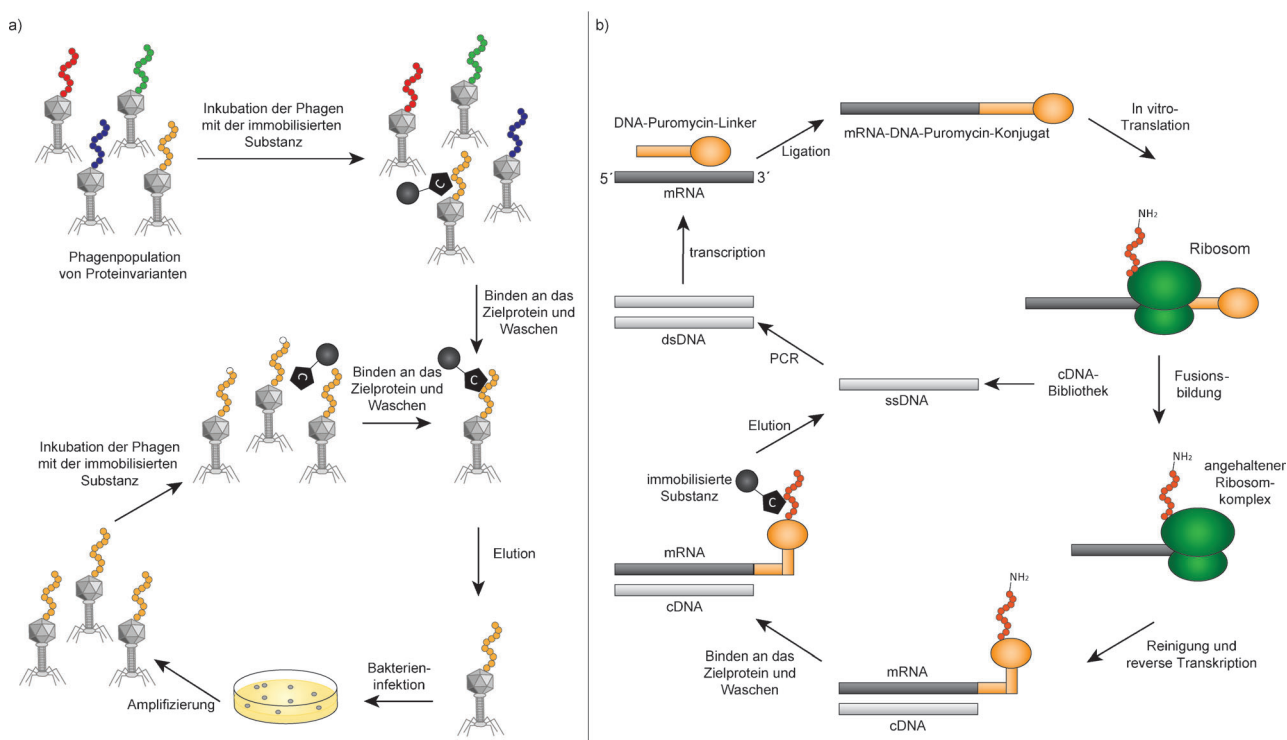 a)
Inkubation der Phagen
mit der immobilisierten
Substanz
C
Phagenpopulation
von Proteinvarianten
Binden an das
Zielprotein und
Waschen
C
Binden an das
Zielprotein und
Waschen
C
Inkubation der Phagen
mit der immobilisierten
Substanz
Elution
Bakterien-
infektion
Amplifizierung
b)
DNA-Puromycin-Linker
Ligation
mRNA-DNA-Puromycin-Konjugat
In vitro-
Translation
5´
3´
mRNA
transcription
NH₂
Ribosom
dsDNA
PCR
ssDNA
cDNA-
Bibliothek
Fusions-
bildung
Elution
immobilisierte
Substanz
C
NH₂
angehaltener
Ribosom-
komplex
mRNA
cDNA
NH₂
Reinigung und
reverse Transkription
Binden an das
Zielprotein und
Waschen
mRNA
cDNA